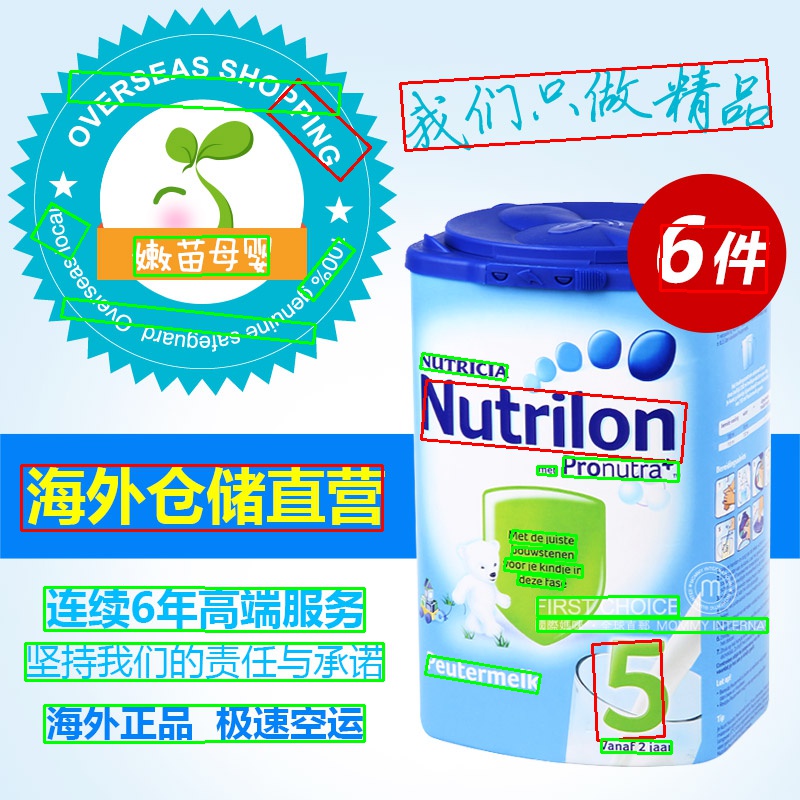 OVERSEAS SHOPPING
嫩苗母婴
100% genuine safeguard Overseas local
我们只做精品
6件
NUTRICIA
Nutrilon
met Pronutra+
Met de juiste
bouwstenen
voor je kindje in
deze fase
海外仓储直营
连续6年高端服务
坚持我们的责任与承诺
海外正品 极速空运
FIRST CHOICE
MOMMY INTERNA
Peutermelk
5
Vanaf 2 jaar